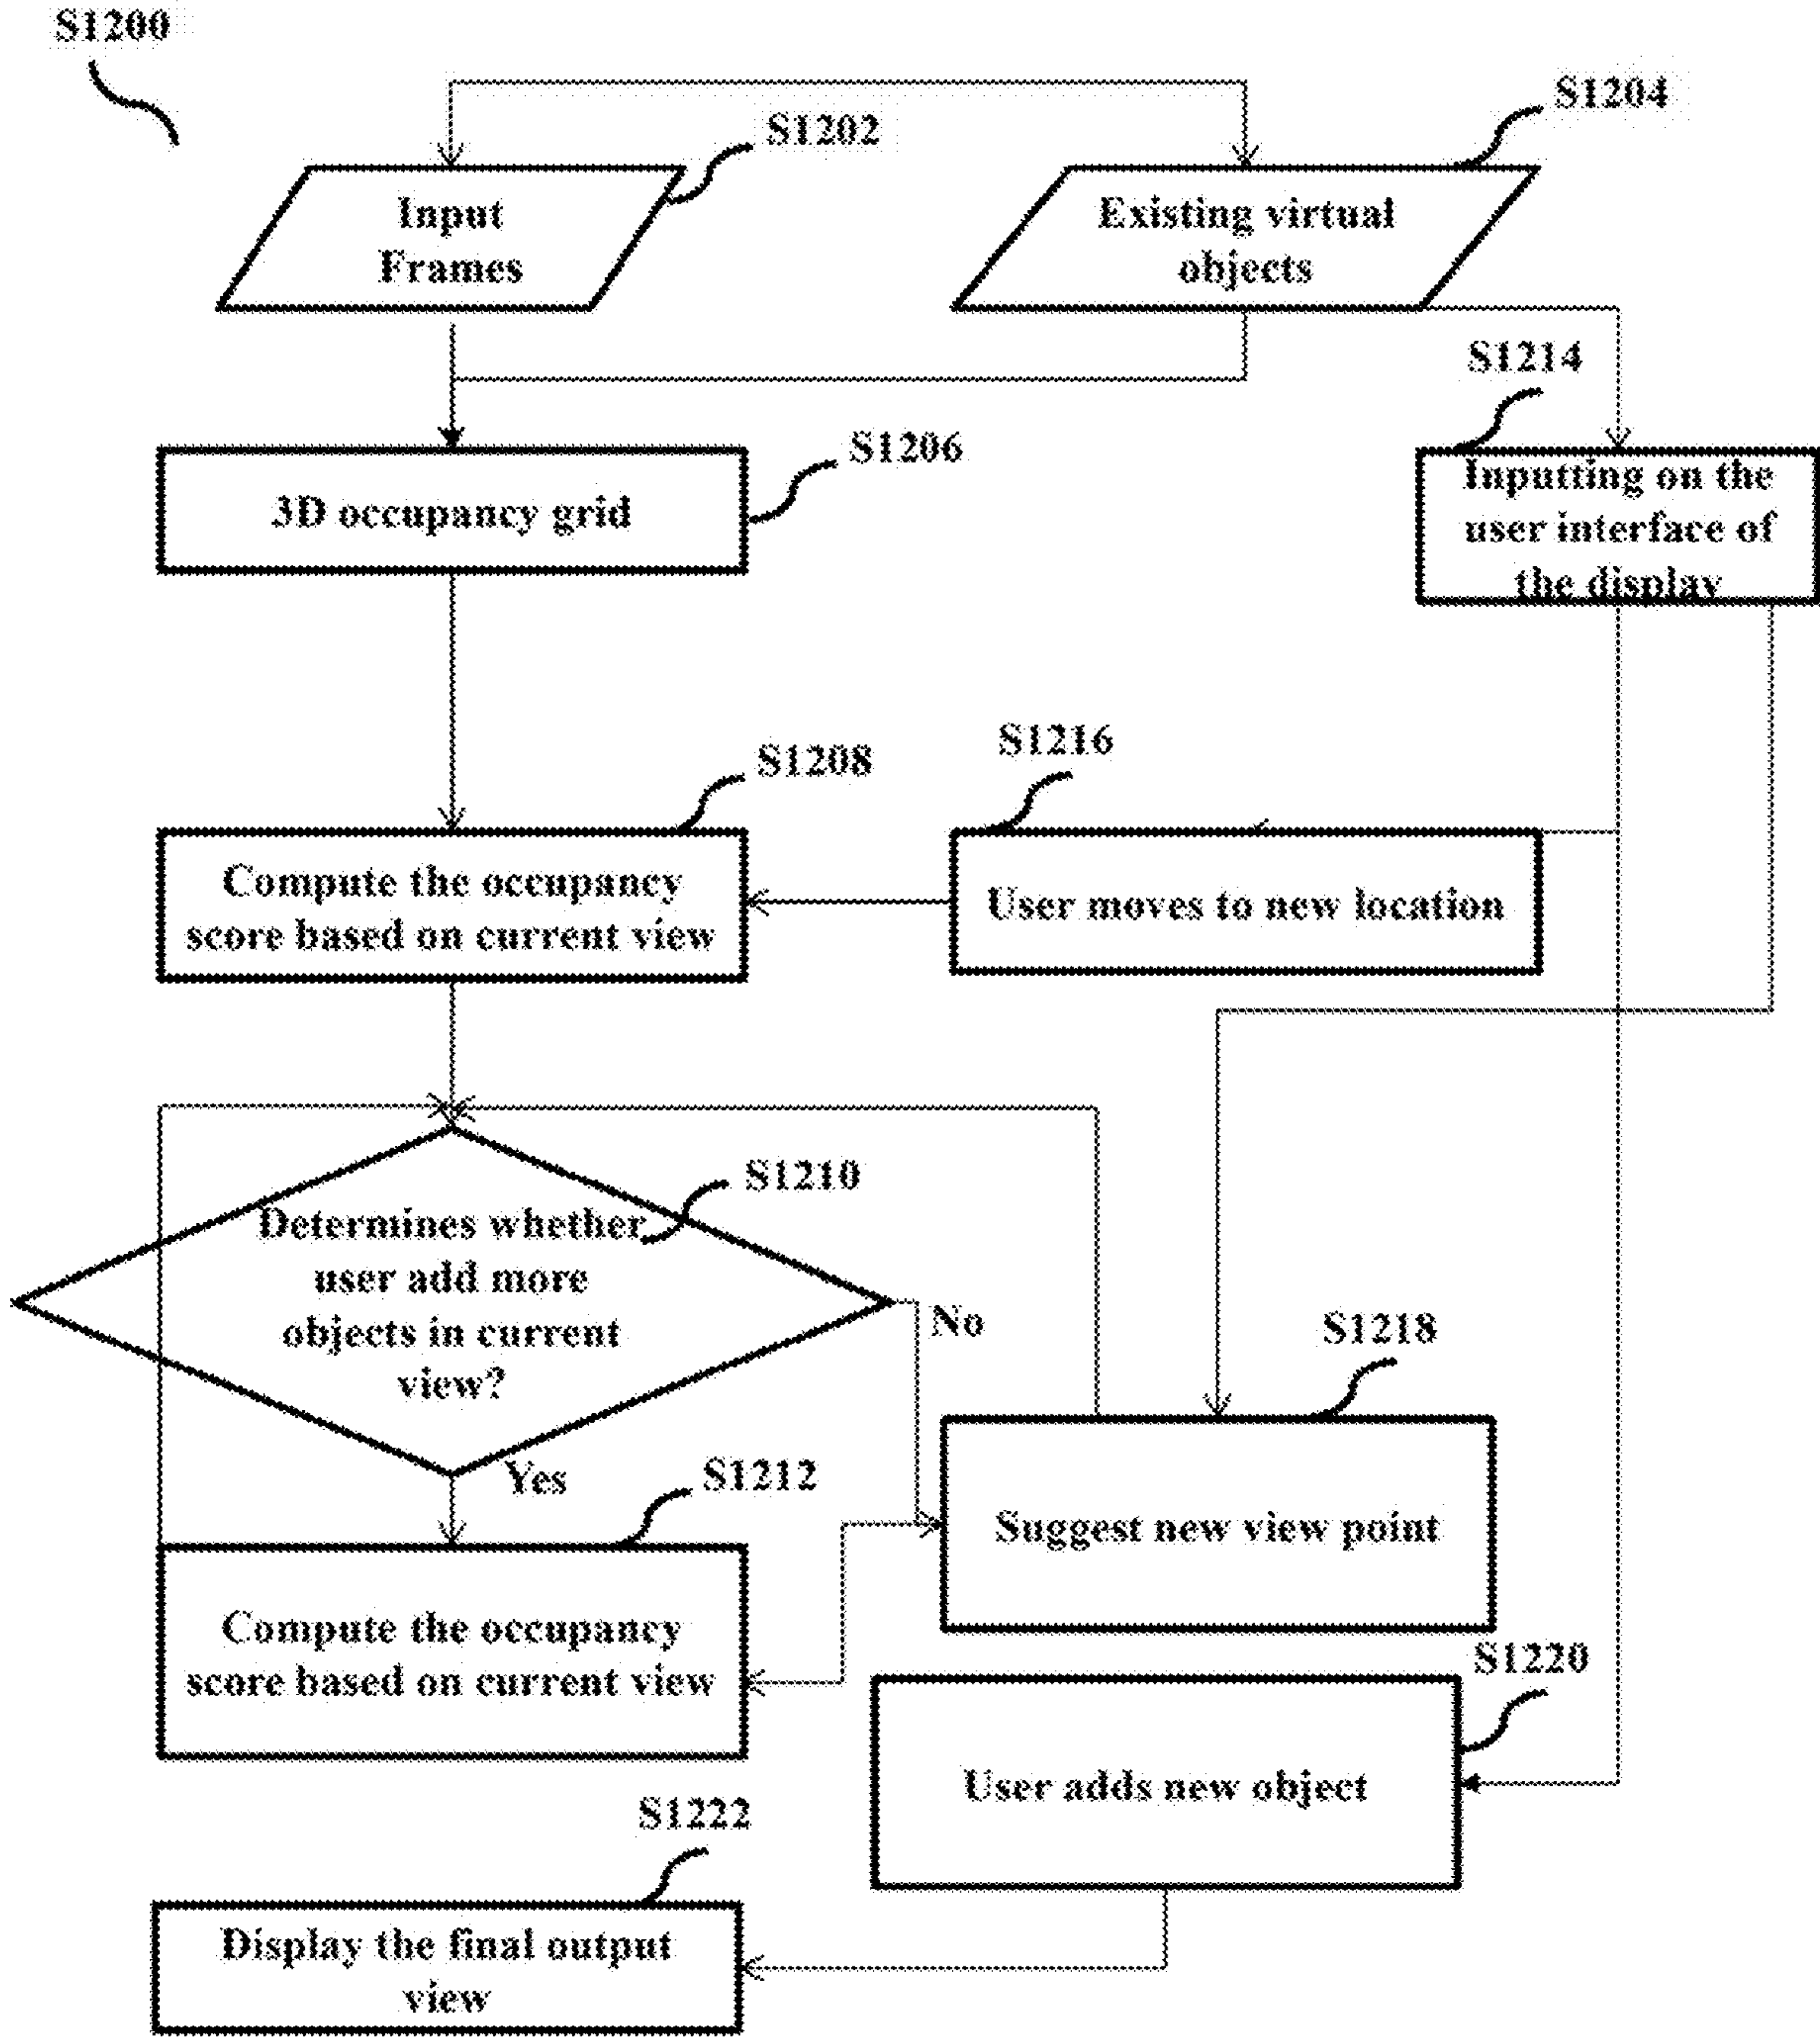 S1200
S1202
S1204
Input
Frames
Existing virtual
objects
S1214
S1206
3D occupancy grid
Inputting on the
user interface of
the display
S1208
S1216
Compute the occupancy
score based on current view
User moves to new location
S1210
Determines whether
user add more
objects in current
view?
No
S1218
Yes
S1212
Suggest new view point
Compute the occupancy
score based on current view
S1220
User adds new object
S1222
Display the final output
view